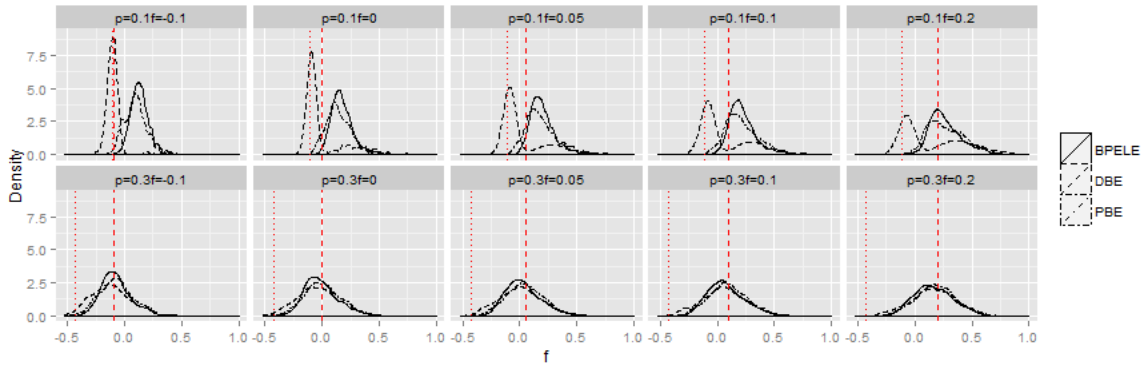 p=0.1f=-0.1
p=0.1f=0
p=0.1f=0.05
p=0.1f=0.1
p=0.1f=0.2
7.5
5.0
2.5
0.0
Density
p=0.3f=-0.1
p=0.3f=0
p=0.3f=0.05
p=0.3f=0.1
p=0.3f=0.2
7.5
5.0
2.5
0.0
-0.5 0.0 0.5 1.0
-0.5 0.0 0.5 1.0
-0.5 0.0 0.5 1.0
-0.5 0.0 0.5 1.0
-0.5 0.0 0.5 1.0
f
BPELE
DBE
PBE